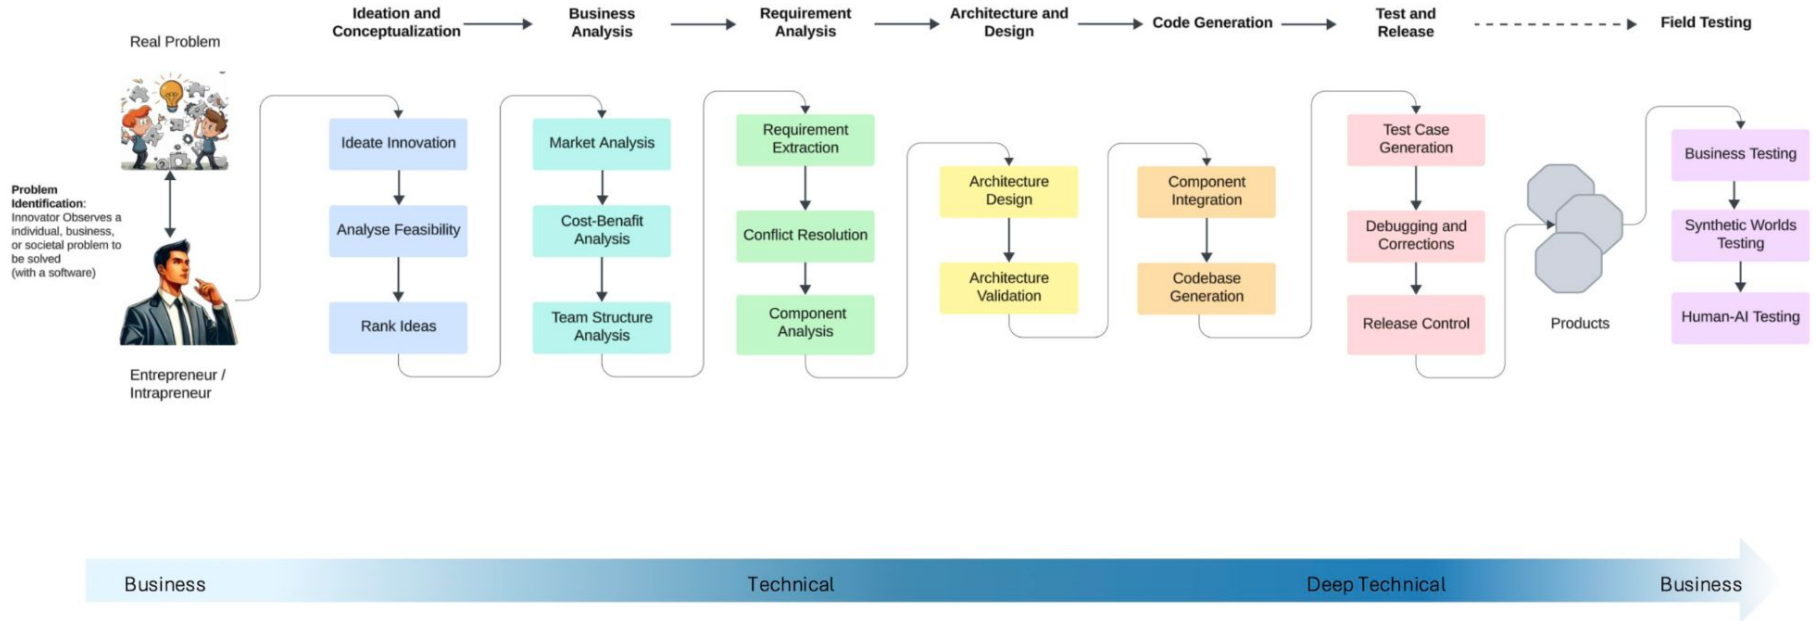 Ideation and
Conceptualization
Business
Analysis
Requirement
Analysis
Architecture and
Design
Code Generation
Test and
Release
Field Testing
Real Problem
Problem
Identification:
Innovator Observes a
individual, business,
or societal problem to
be solved
(with a software)
Entrepreneur /
Intrapreneur
Ideate Innovation
Analyse Feasibility
Rank Ideas
Market Analysis
Cost-Benefit
Analysis
Team Structure
Analysis
Requirement
Extraction
Conflict Resolution
Component
Analysis
Architecture
Design
Architecture
Validation
Component
Integration
Codebase
Generation
Test Case
Generation
Debugging and
Corrections
Release Control
Products
Business Testing
Synthetic Worlds
Testing
Human-AI Testing
Business
Technical
Deep Technical
Business